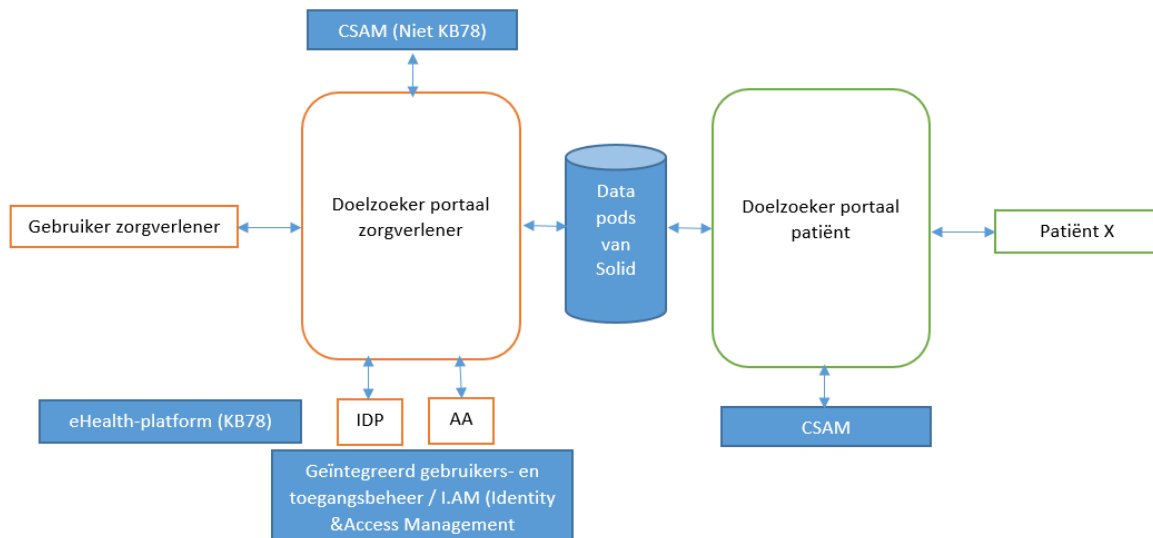 CSAM (Niet KB78)
Gebruiker zorgverlener
Doelzoeker portaal
zorgverlener
Data
pods
van
Solid
Doelzoeker portaal
patiënt
Patiënt X
eHealth-platform (KB78)
IDP
AA
CSAM
Geïntegreerd gebruikers- en
toegangsbeheer / I.AM (Identity
&Access Management